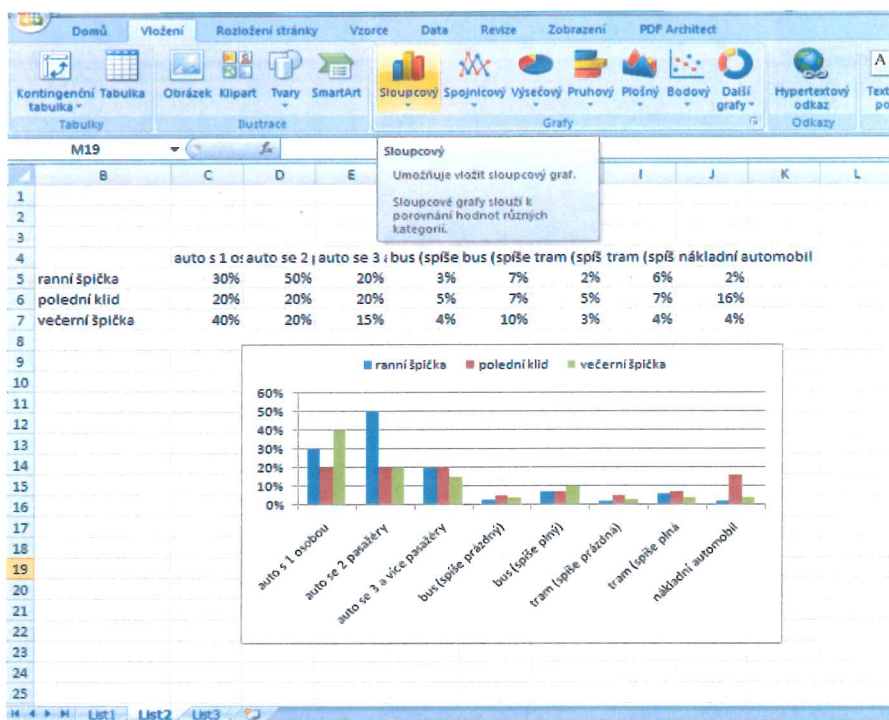 Domů Vložení Rozložení stránky Vzorce Data Revize Zobrazení PDF Architect
Kontingenční tabulka Tabulka Obrázek Klipart Tvary SmartArt Sloupcový Spojnicový Výsečový Pruhový Plošný Bodový Další grafy Hypertextový odkaz Text po
Tabulky Ilustrace Grafy Odkazy
M19 fx
Sloupcový
Umožňuje vložit sloupcový graf.
Sloupcové grafy slouží k
porovnání hodnot různých
kategorií.
B C D E I J K L
1
2
3
4 auto s 1 os auto se 2 p auto se 3 a bus (spíše bus (spíše tram (spíš tram (spíš nákladní automobil
5 ranní špička 30% 50% 20% 3% 7% 2% 6% 2%
6 polední klid 20% 20% 20% 5% 7% 5% 7% 16%
7 večerní špička 40% 20% 15% 4% 10% 3% 4% 4%
8
9
10
11
12
13
14
15
16
17
18
19
20
21
22
23
24
25
ranní špička polední klid večerní špička
60%
50%
40%
30%
20%
10%
0%
auto s 1 osobou
auto se 2 pasažéry
auto se 3 a více pasažéry
bus (spíše prázdný)
bus (spíše plný)
tram (spíše prázdná)
tram (spíše plná
nákladní automobil
List1 List2 List3